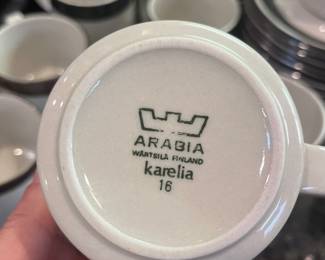 ARABIA
WÄRTSILÄ FINLAND
karelia
16